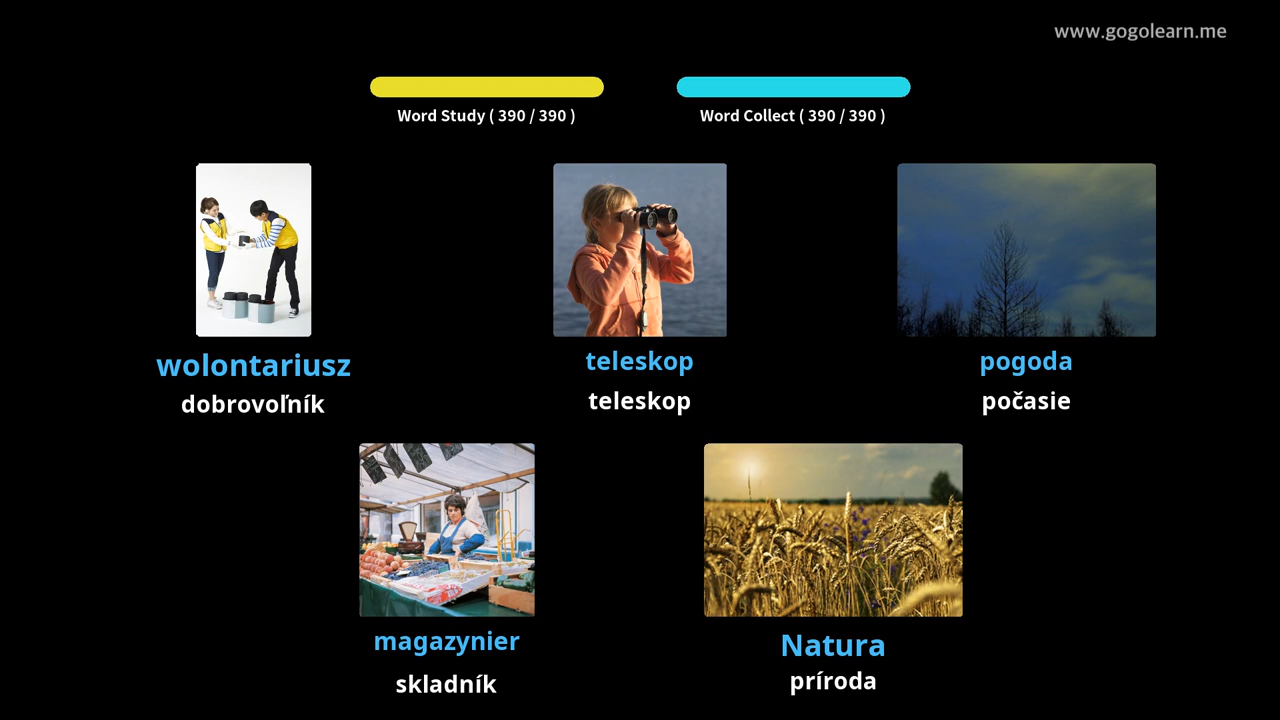 www.gogolearn.me
Word Study ( 390 / 390 )
Word Collect ( 390 / 390 )
wolontariusz
dobrovoľník
teleskop
teleskop
pogoda
počasie
magazynier
skladník
Natura
príroda